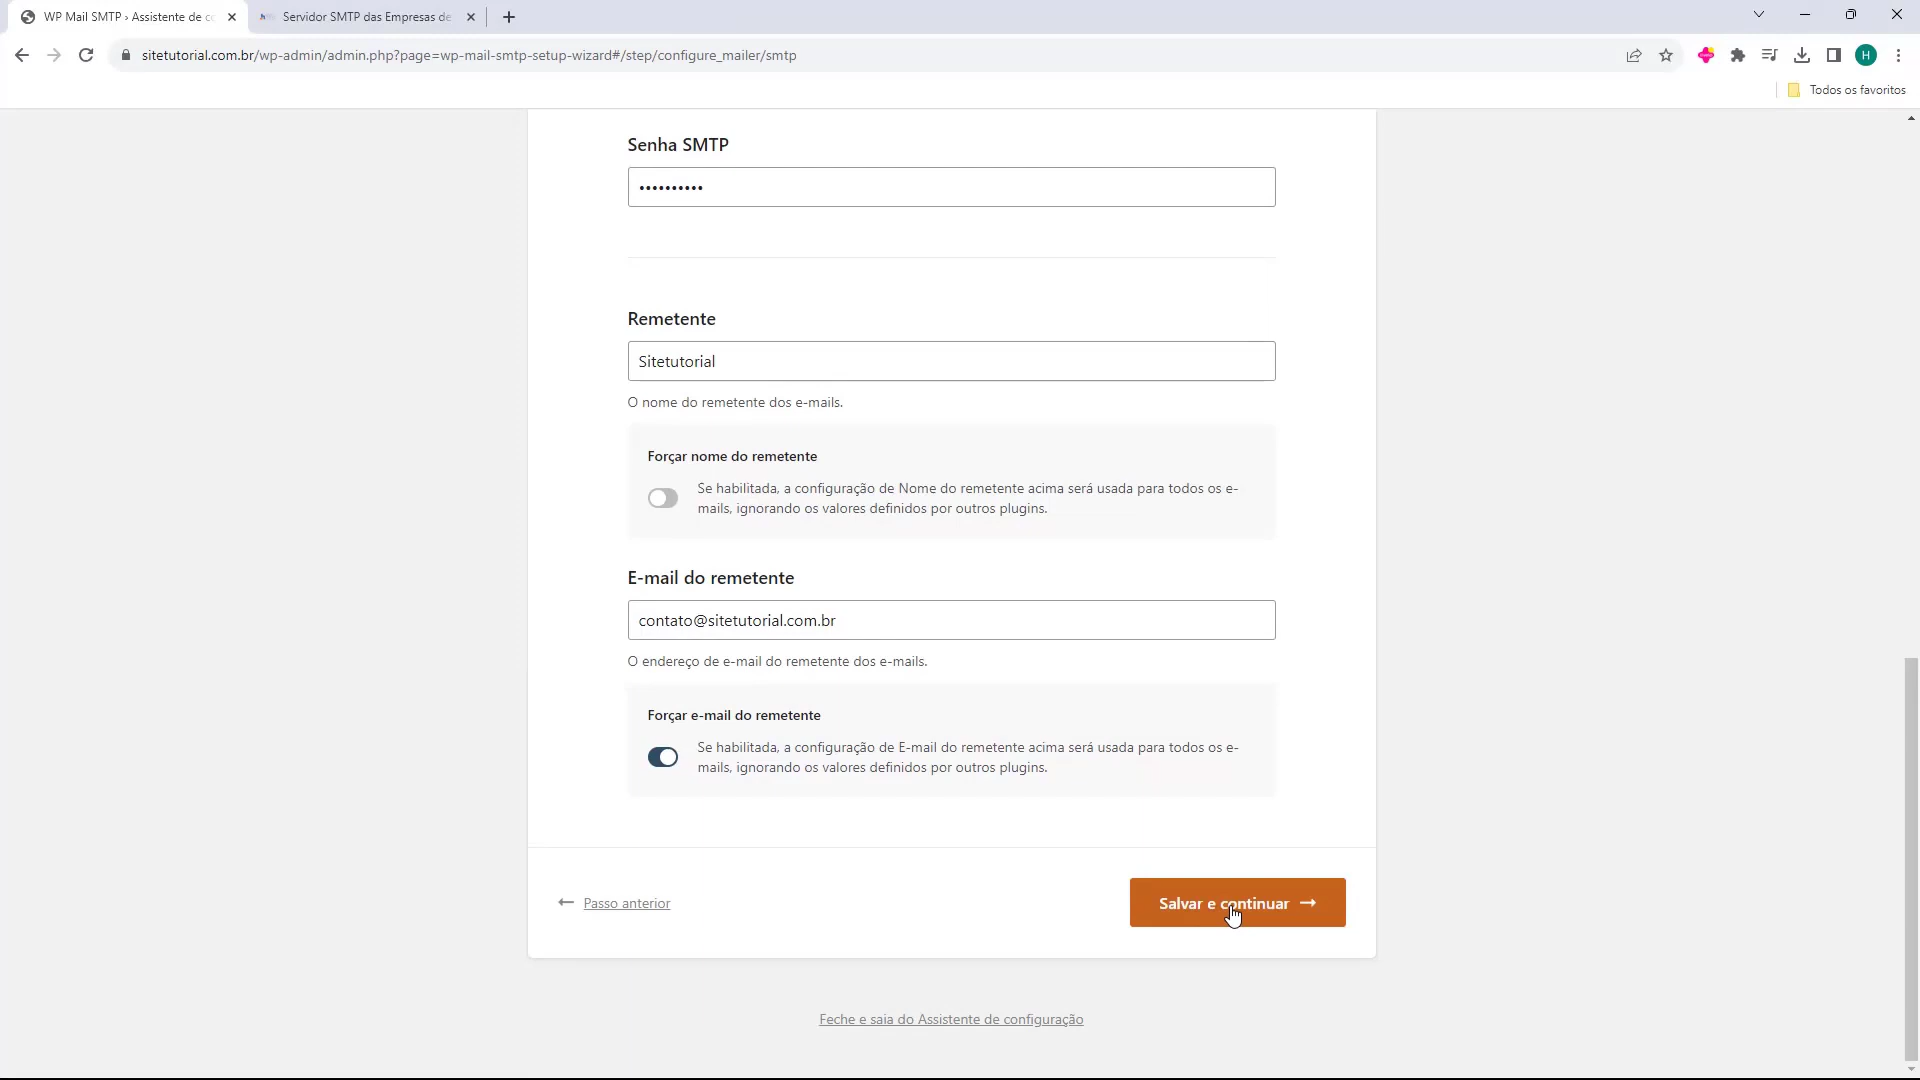 WP Mail SMTP › Assistente de co
Servidor SMTP das Empresas de
sitetutorial.com.br/wp-admin/admin.php?page=wp-mail-smtp-setup-wizard#/step/configure_mailer/smtp
H
Todos os favoritos
Senha SMTP
••••••••••
Remetente
Sitetutorial
O nome do remetente dos e-mails.
Forçar nome do remetente
Se habilitada, a configuração de Nome do remetente acima será usada para todos os e-
mails, ignorando os valores definidos por outros plugins.
E-mail do remetente
contato@sitetutorial.com.br
O endereço de e-mail do remetente dos e-mails.
Forçar e-mail do remetente
Se habilitada, a configuração de E-mail do remetente acima será usada para todos os e-
mails, ignorando os valores definidos por outros plugins.
← Passo anterior
Salvar e continuar →
Feche e saia do Assistente de configuração